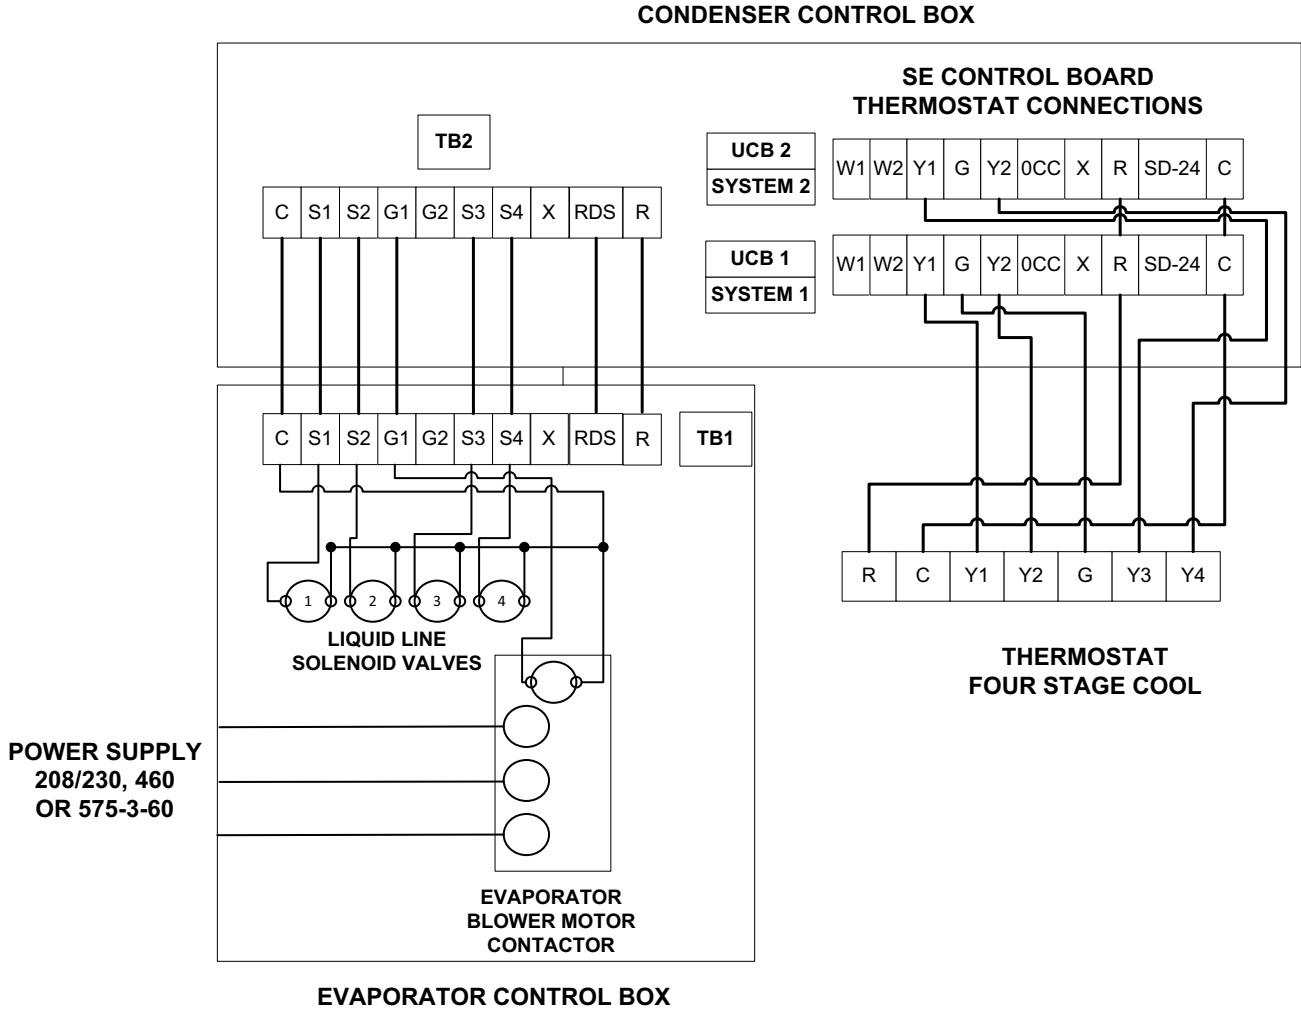 CONDENSER CONTROL BOX
SE CONTROL BOARD
THERMOSTAT CONNECTIONS
TB2
UCB 2
SYSTEM 2
W1 W2 Y1 G Y2 0CC X R SD-24 C
C S1 S2 G1 G2 S3 S4 X RDS R
UCB 1
SYSTEM 1
W1 W2 Y1 G Y2 0CC X R SD-24 C
C S1 S2 G1 G2 S3 S4 X RDS R
TB1
R C Y1 Y2 G Y3 Y4
1 2 3 4
LIQUID LINE
SOLENOID VALVES
THERMOSTAT
FOUR STAGE COOL
POWER SUPPLY
208/230, 460
OR 575-3-60
EVAPORATOR
BLOWER MOTOR
CONTACTOR
EVAPORATOR CONTROL BOX